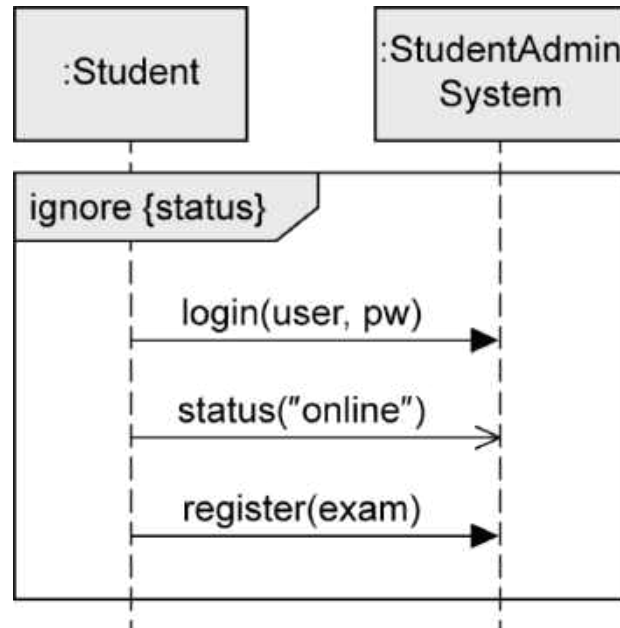 :Student
:StudentAdmin
System
ignore {status}
login(user, pw)
status("online")
register(exam)